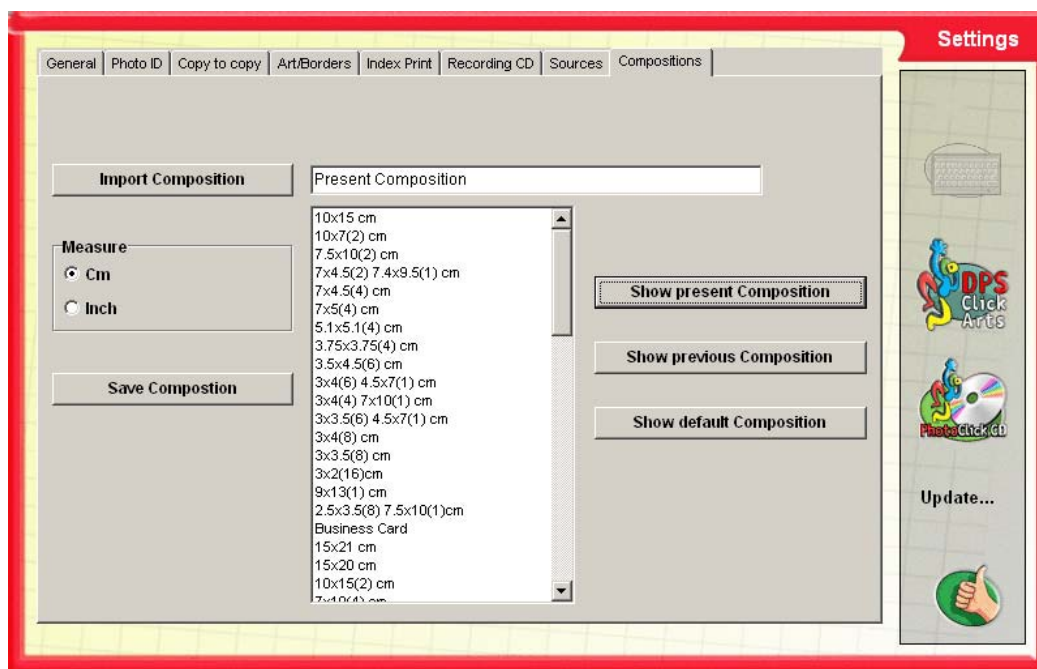 Settings
General Photo ID Copy to copy Art/Borders Index Print Recording CD Sources Compositions
Import Composition
Present Composition
Measure
Cm
Inch
Save Compostion
10x15 cm
10x7(2) cm
7.5x10(2) cm
7x4.5(2) 7.4x9.5(1) cm
7x4.5(4) cm
7x5(4) cm
5.1x5.1(4) cm
3.75x3.75(4) cm
3.5x4.5(6) cm
3x4(6) 4.5x7(1) cm
3x4(4) 7x10(1) cm
3x3.5(6) 4.5x7(1) cm
3x4(8) cm
3x3.5(8) cm
3x2(16)cm
9x13(1) cm
2.5x3.5(8) 7.5x10(1)cm
Business Card
15x21 cm
15x20 cm
10x15(2) cm
7x10(4) cm
Show present Composition
Show previous Composition
Show default Composition
DPS
Click
Arts
PhotoClick.CD
Update...